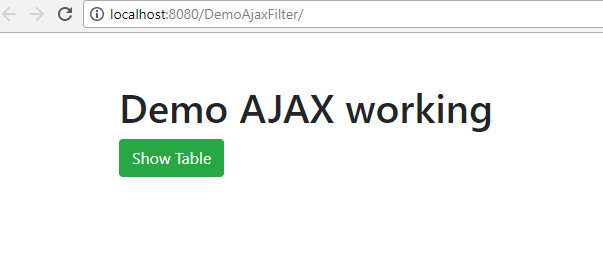 localhost:8080/DemoAjaxFilter/
Demo AJAX working
Show Table